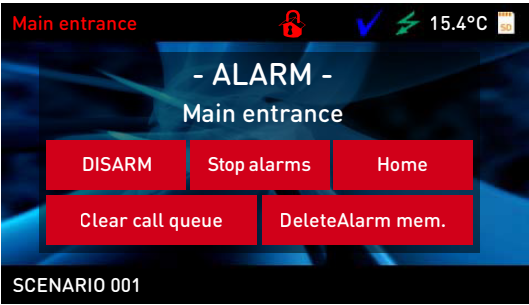 Main entrance 15.4°C SD
- ALARM -
Main entrance
DISARM Stop alarms Home
Clear call queue DeleteAlarm mem.
SCENARIO 001